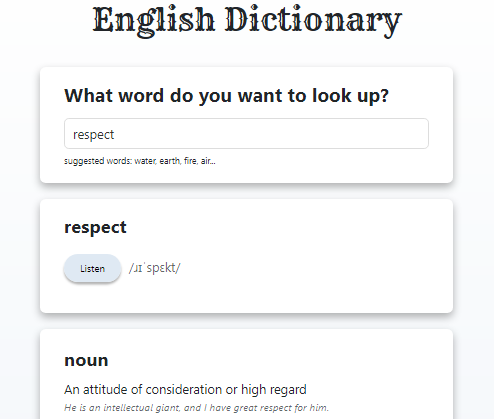 English Dictionary
What word do you want to look up?
respect
suggested words: water, earth, fire, air...
respect
Listen /ɹɪˈspɛkt/
noun
An attitude of consideration or high regard
He is an intellectual giant, and I have great respect for him.